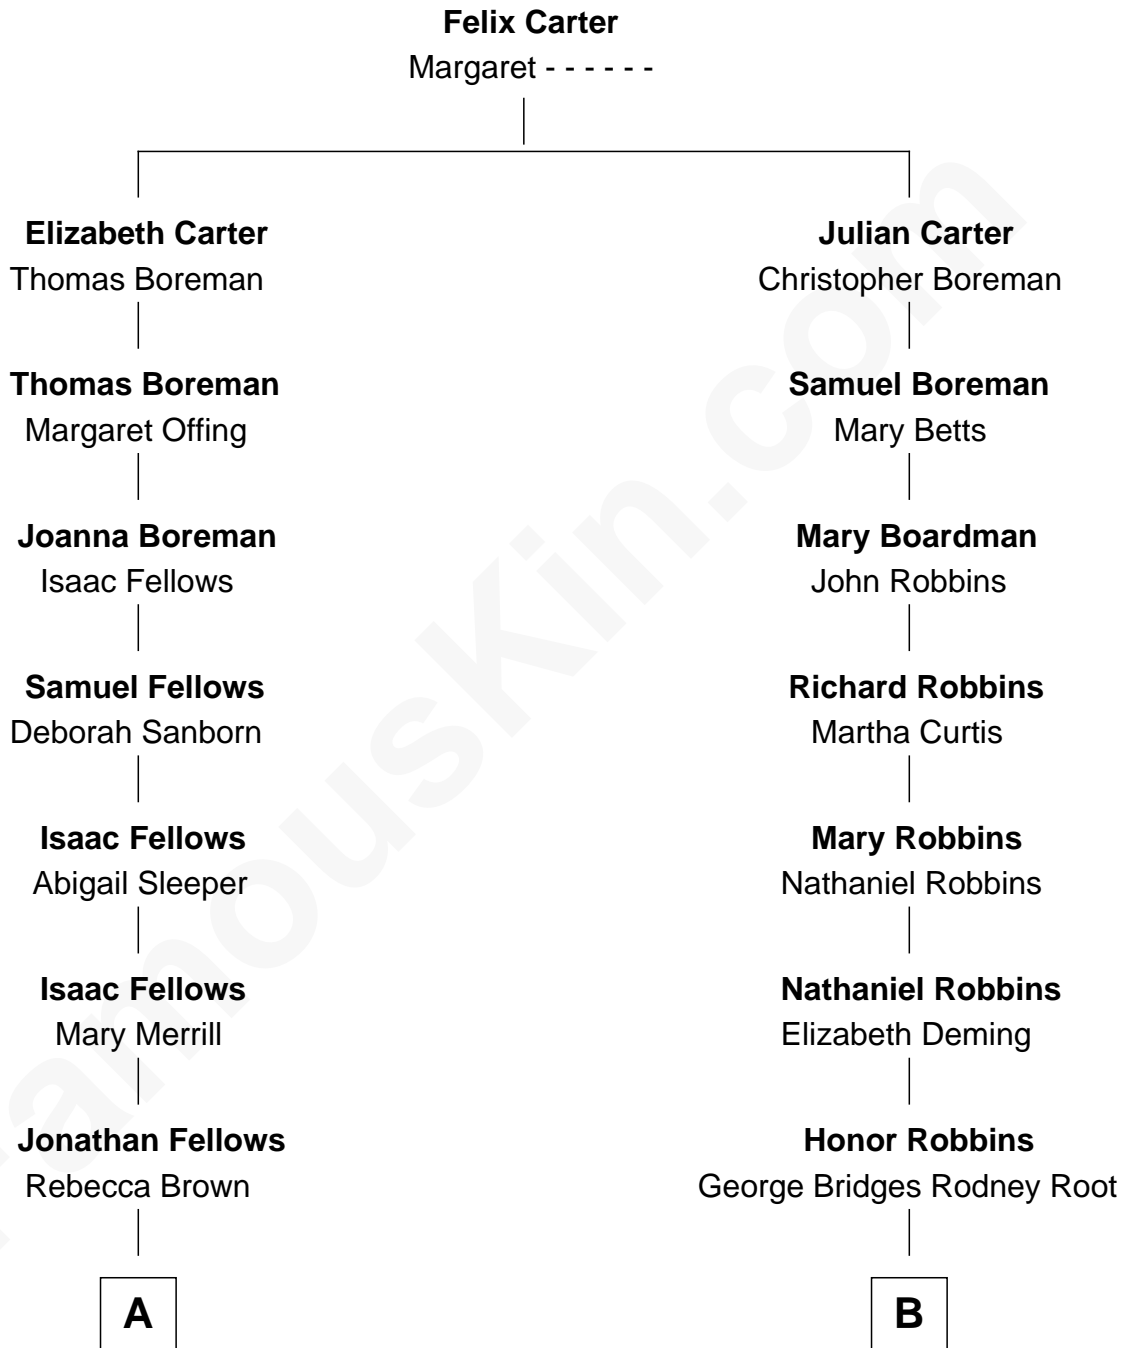 Felix Carter
Margaret - - - - - -
Elizabeth Carter
Thomas Boreman
Julian Carter
Christopher Boreman
Thomas Boreman
Margaret Offing
Samuel Boreman
Mary Betts
Joanna Boreman
Isaac Fellows
Mary Boardman
John Robbins
Samuel Fellows
Deborah Sanborn
Richard Robbins
Martha Curtis
Isaac Fellows
Abigail Sleeper
Mary Robbins
Nathaniel Robbins
Isaac Fellows
Mary Merrill
Nathaniel Robbins
Elizabeth Deming
Jonathan Fellows
Rebecca Brown
Honor Robbins
George Bridges Rodney Root
A
B
FamousKin.com